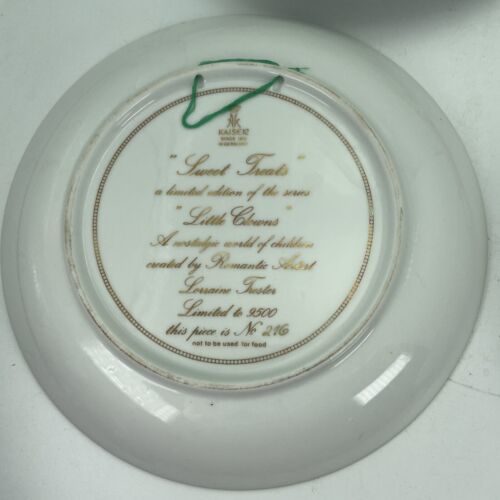 KAISER
"Sweet Treats"
a limited edition of the series
"Little Clowns"
A nostalgic world of children
created by Romantic Artist
Lorraine Trester
Limited to 9500
this piece is No 216
not to be used for food